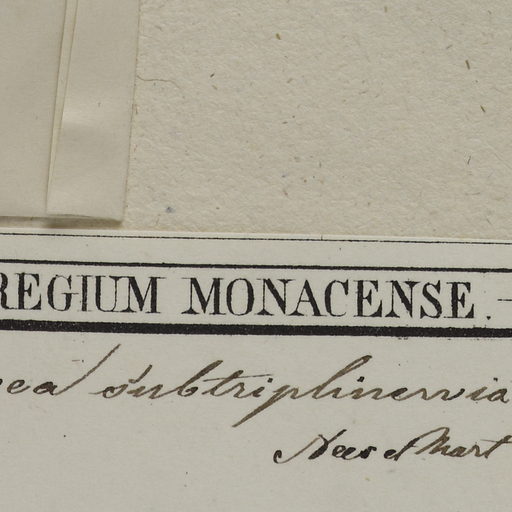 REGIUM MONACENSE.
subtriplinervia
Nees et Mart